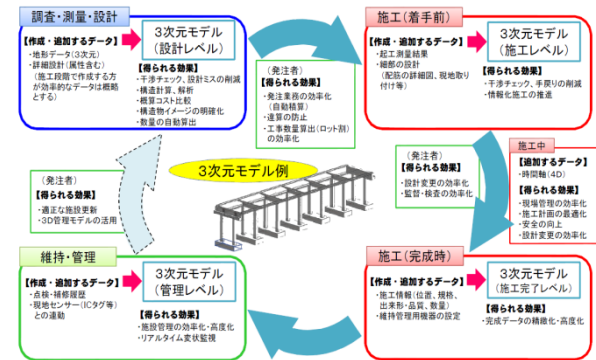 調査・測量・設計
【作成・追加するデータ】
・地形データ(3次元)
・詳細設計(属性含む)
(施工段階で作成する方
が効率的なデータは概略
とする)
3次元モデル
(設計レベル)
【得られる効果】
・干渉チェック、設計ミスの削減
・構造計算、解析
・概算コスト比較
・構造物イメージの明確化
・数量の自動算出
(発注者)
【得られる効果】
・発注業務の効率化
(自動積算)
・違算の防止
・工事数量算出(ロット割)
の効率化
施工(着手前)
【作成・追加するデータ】
・起工測量結果
・細部の設計
(配筋の詳細図、現地取
り付け等)
3次元モデル
(施工レベル)
【得られる効果】
・干渉チェック、手戻りの削減
・情報化施工の推進
施工中
【追加するデータ】
・時間軸(4D)
【得られる効果】
・現場管理の効率化
・施工計画の最適化
・安全の向上
・設計変更の効率化
(発注者)
【得られる効果】
・設計変更の効率化
・監督・検査の効率化
3次元モデル例
(発注者)
【得られる効果】
・適正な施設更新
・3D管理モデルの活用
維持・管理
【作成・追加するデータ】
・点検・補修履歴
・現地センサー(ICタグ等)
との連動
3次元モデル
(管理レベル)
【得られる効果】
・施設管理の効率化・高度化
・リアルタイム変状監視
施工(完成時)
【作成・追加するデータ】
・施工情報(位置、規格、
出来形・品質、数量)
・維持管理用機器の設定
3次元モデル
(施工完了レベル)
【得られる効果】
・完成データの精緻化・高度化